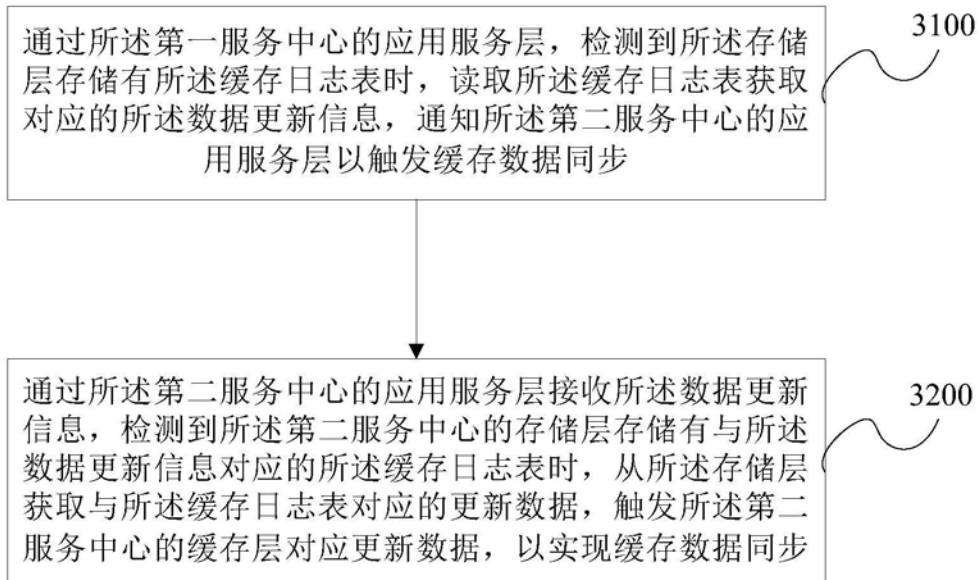 通过所述第一服务中心的应用服务层，检测到所述存储
层存储有所述缓存日志表时，读取所述缓存日志表获取
对应的所述数据更新信息，通知所述第二服务中心的应
用服务层以触发缓存数据同步
3100
通过所述第二服务中心的应用服务层接收所述数据更新
信息，检测到所述第二服务中心的存储层存储有与所述
数据更新信息对应的所述缓存日志表时，从所述存储层
获取与所述缓存日志表对应的更新数据，触发所述第二
服务中心的缓存层对应更新数据，以实现缓存数据同步
3200